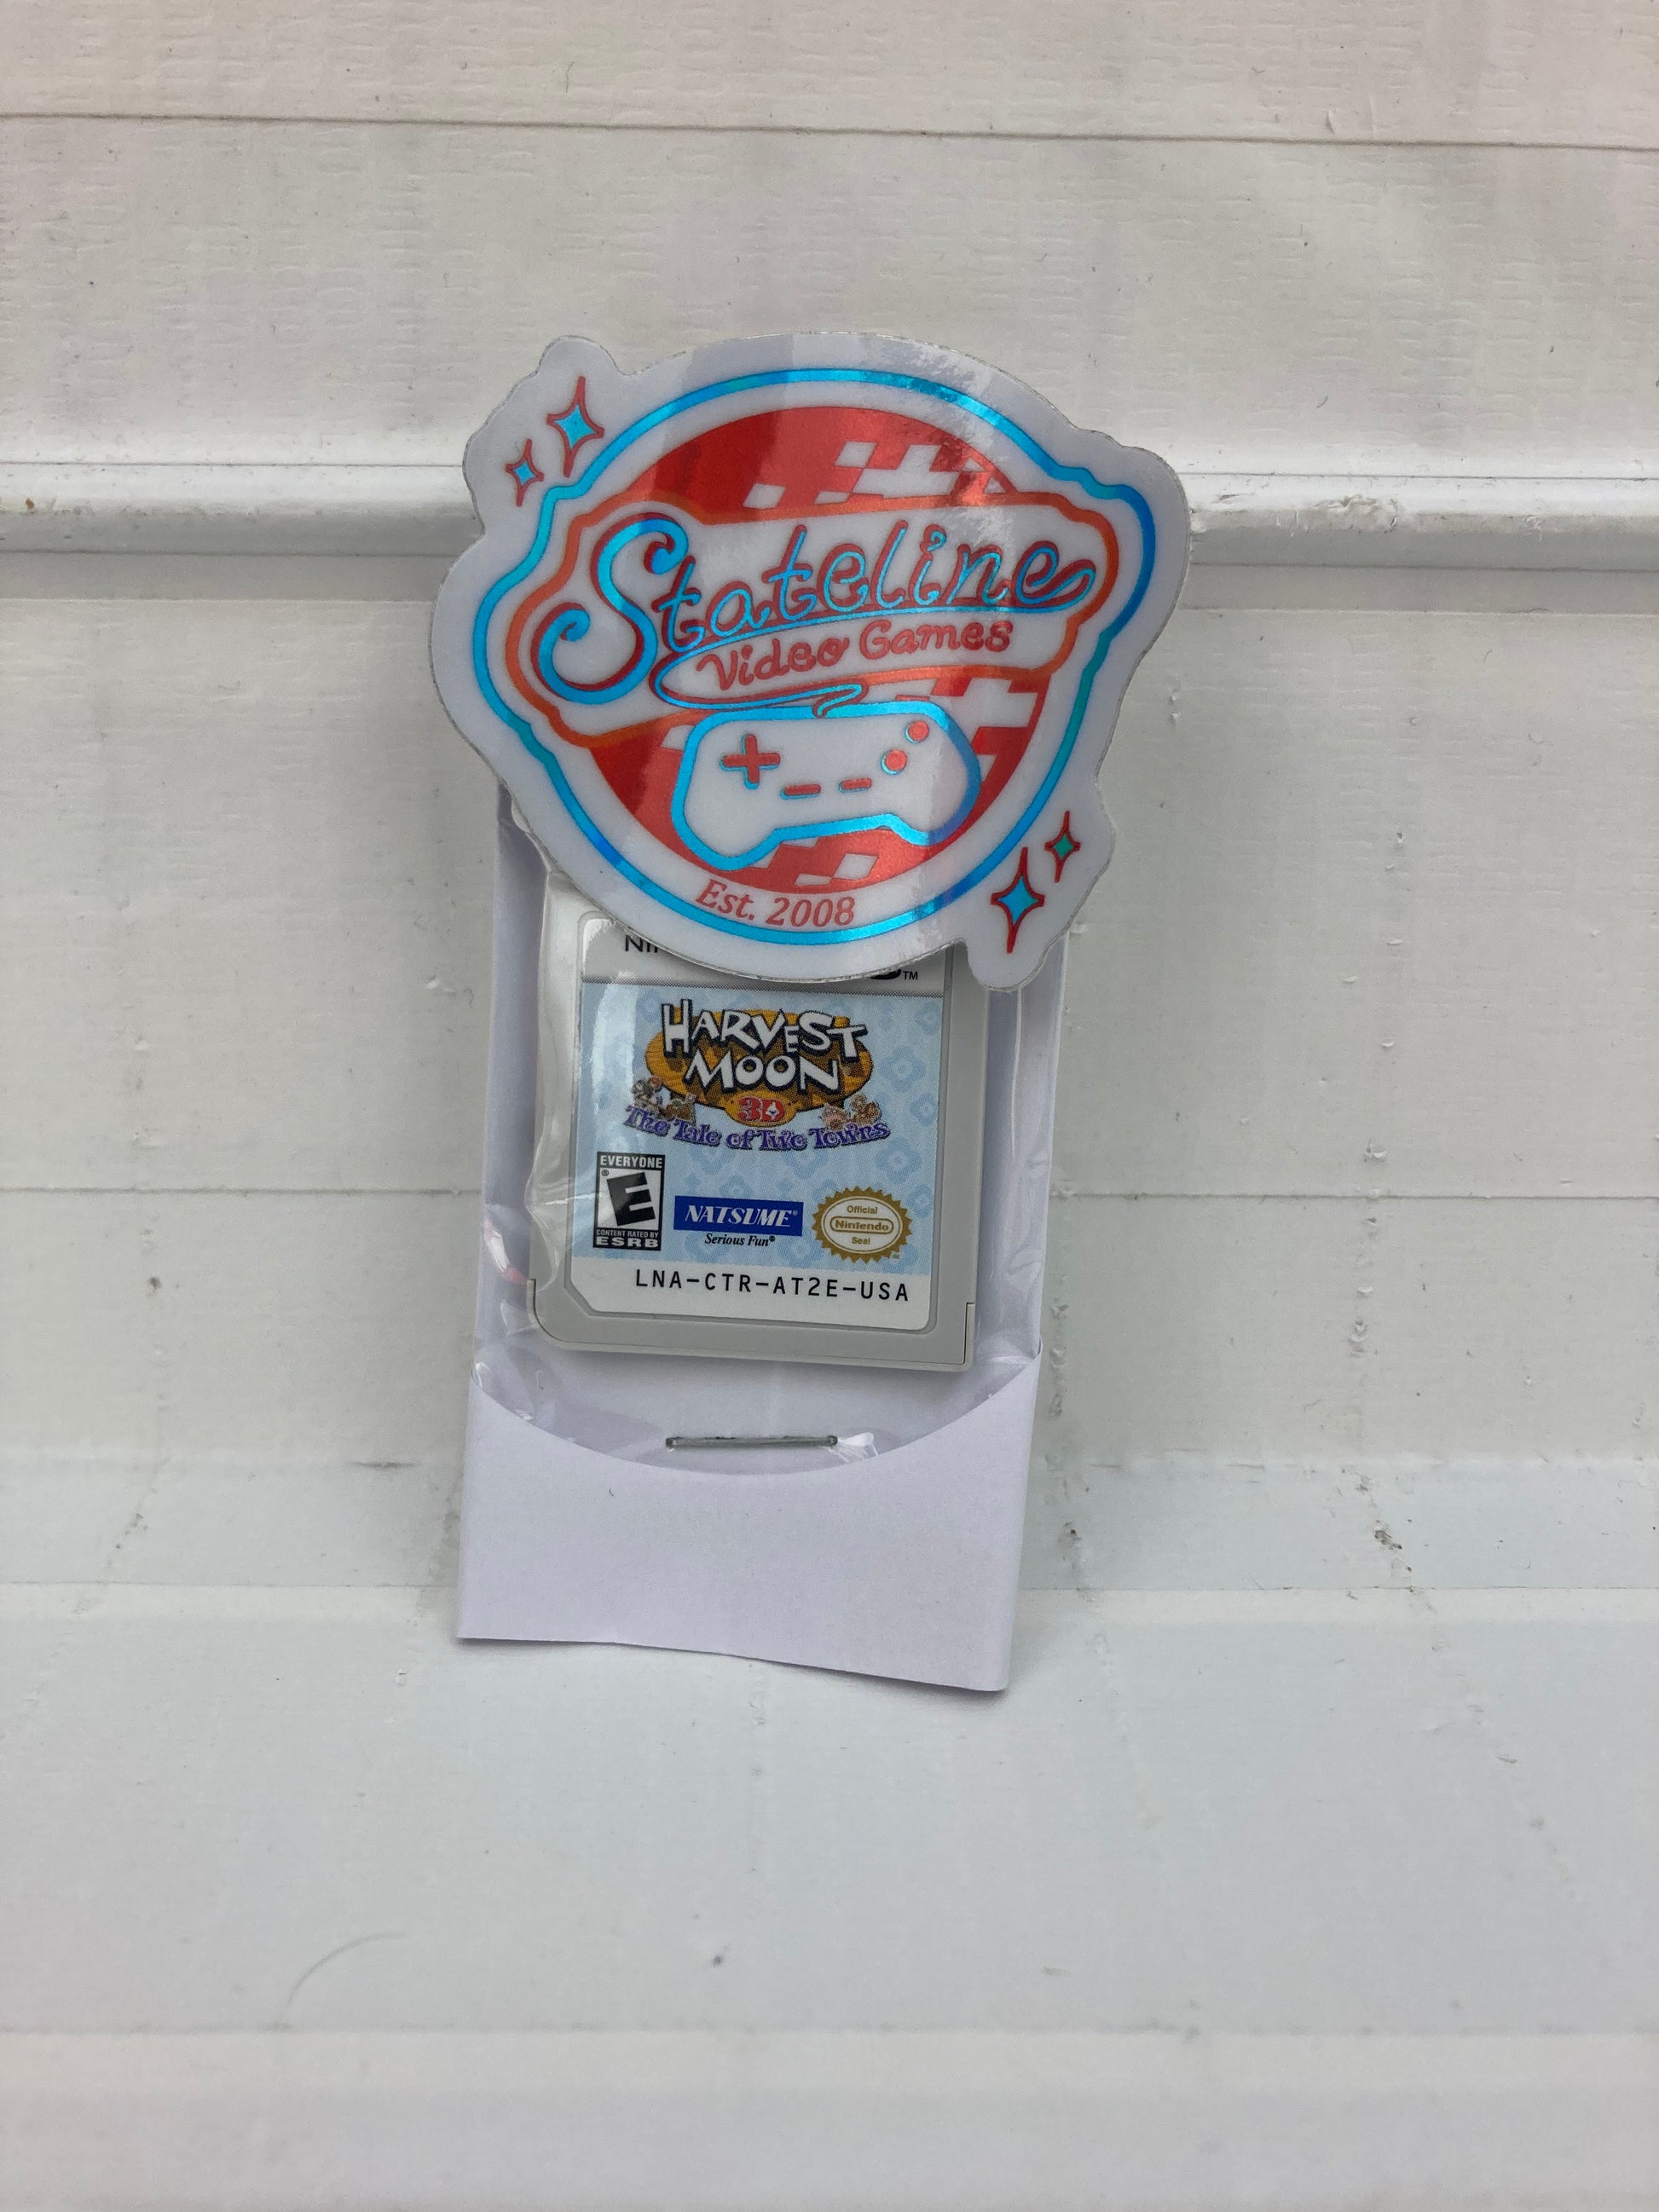 Stateline
Video Games
Est. 2008
TM
HARVEST
MOON
3D
The Tale of Two Towns
EVERYONE
E
CONTENT RATED BY
ESRB
NATSUME®
Serious Fun®
Official
Nintendo
Seal
LNA-CTR-AT2E-USA